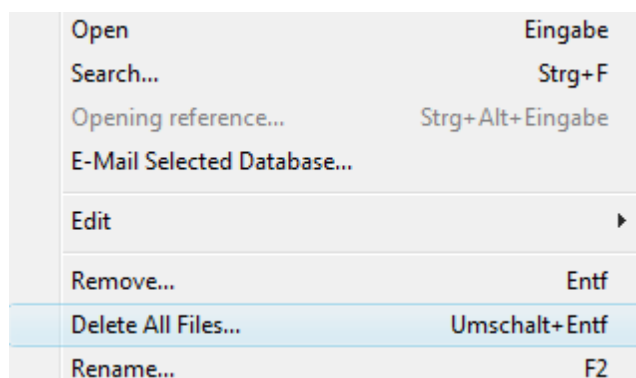 Open Eingabe
Search... Strg+F
Opening reference... Strg+Alt+Eingabe
E-Mail Selected Database...
Edit
Remove... Entf
Delete All Files... Umschalt+Entf
Rename... F2